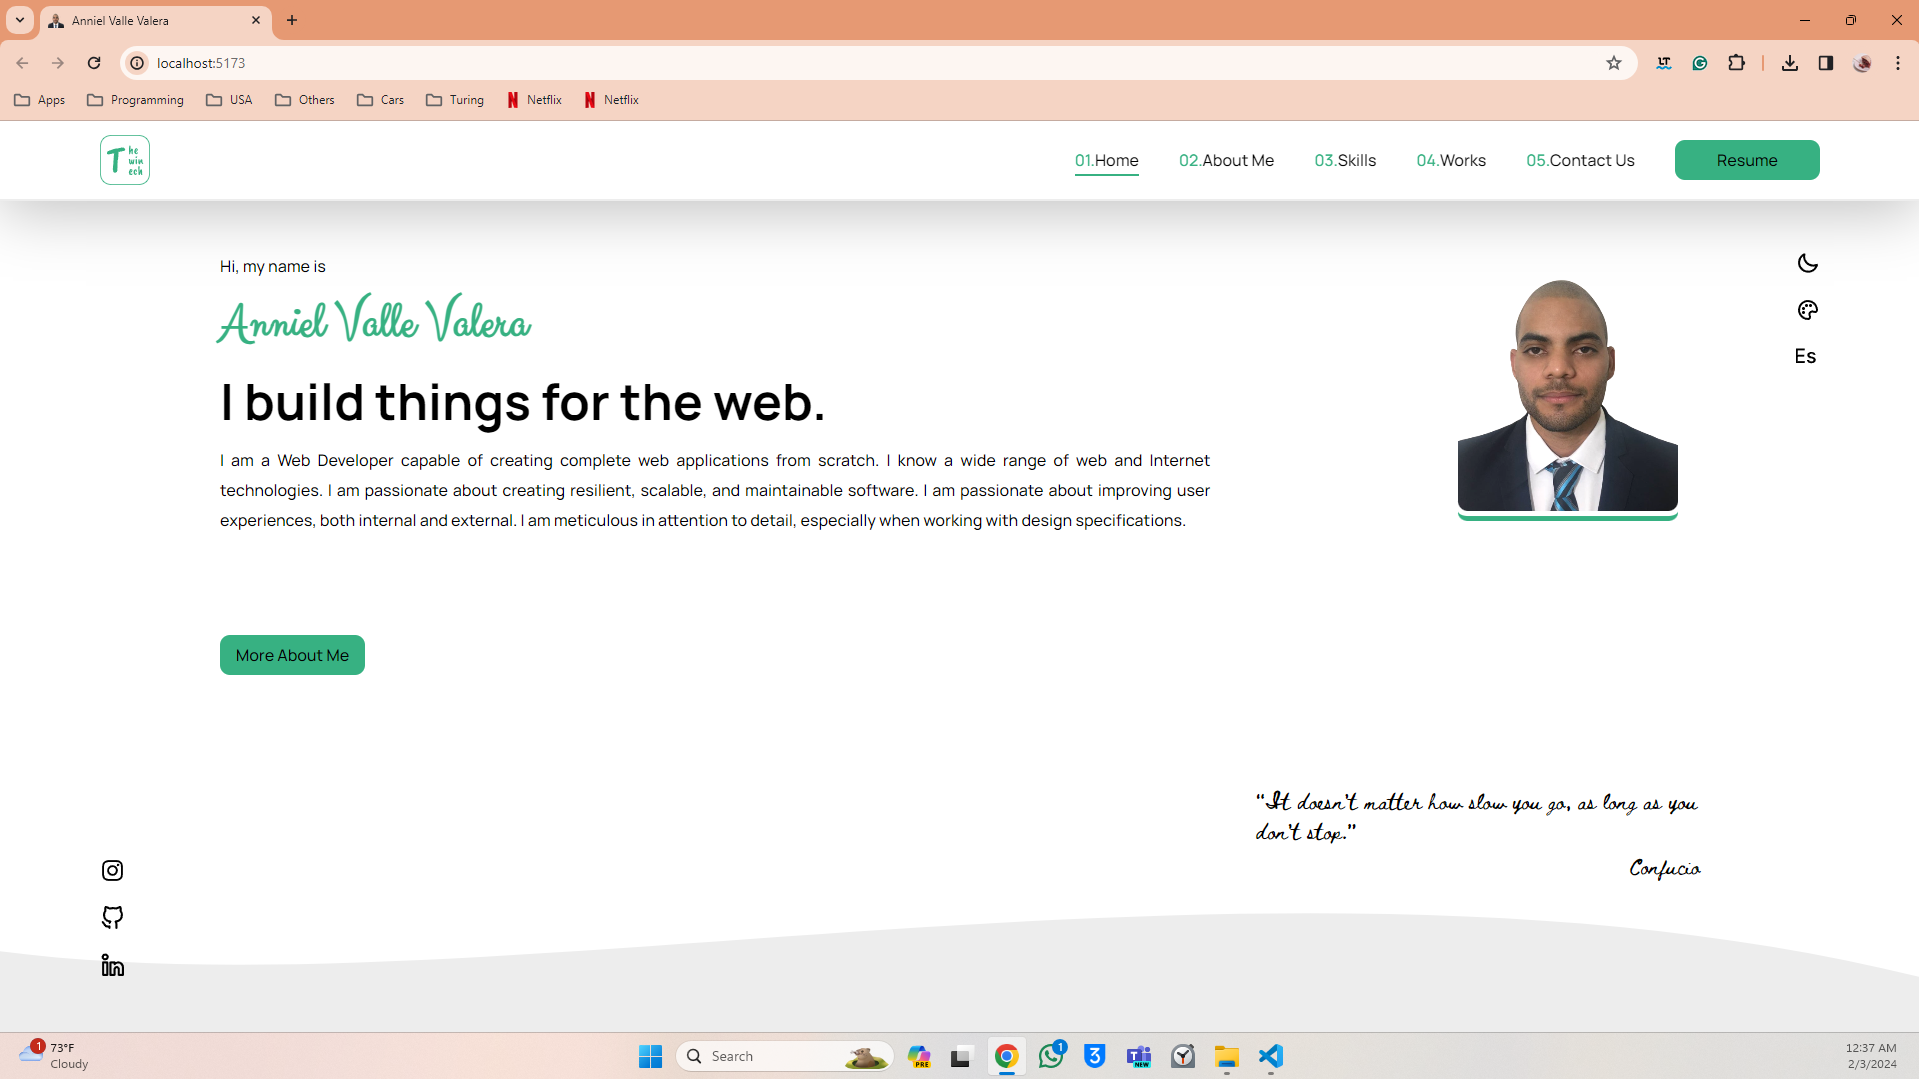 Anniel Valle Valera
localhost:5173
Apps
Programming
USA
Others
Cars
Turing
Netflix
Netflix
The
win
ech
01.Home
02.About Me
03.Skills
04.Works
05.Contact Us
Resume
Hi, my name is
Anniel Valle Valera
I build things for the web.
I am a Web Developer capable of creating complete web applications from scratch. I know a wide range of web and Internet
technologies. I am passionate about creating resilient, scalable, and maintainable software. I am passionate about improving user
experiences, both internal and external. I am meticulous in attention to detail, especially when working with design specifications.
Es
More About Me
"It doesn't matter how slow you go, as long as you
don't stop."
Confucio
1
73°F
Cloudy
Search
PRE
1
NEW
12:37 AM
2/3/2024